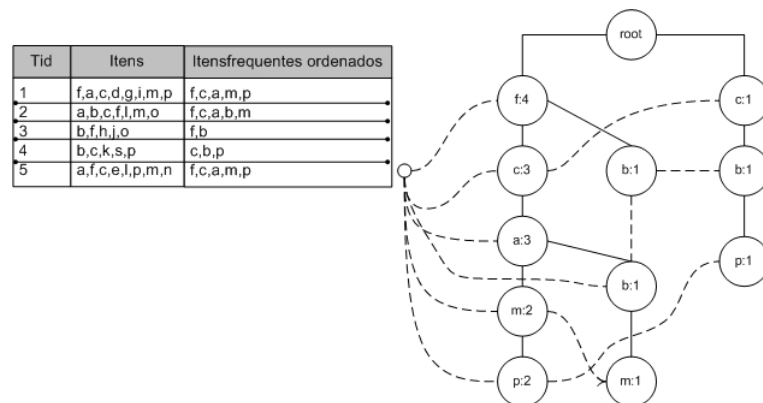 Tid Itens Itensfrequentes ordenados
1 f,a,c,d,g,i,m,p f,c,a,m,p
2 a,b,c,f,l,m,o f,c,a,b,m
3 b,f,h,j,o f,b
4 b,c,k,s,p c,b,p
5 a,f,c,e,l,p,m,n f,c,a,m,p
root
f:4 c:1
c:3 b:1 b:1
a:3 p:1
b:1
m:2
p:2 m:1